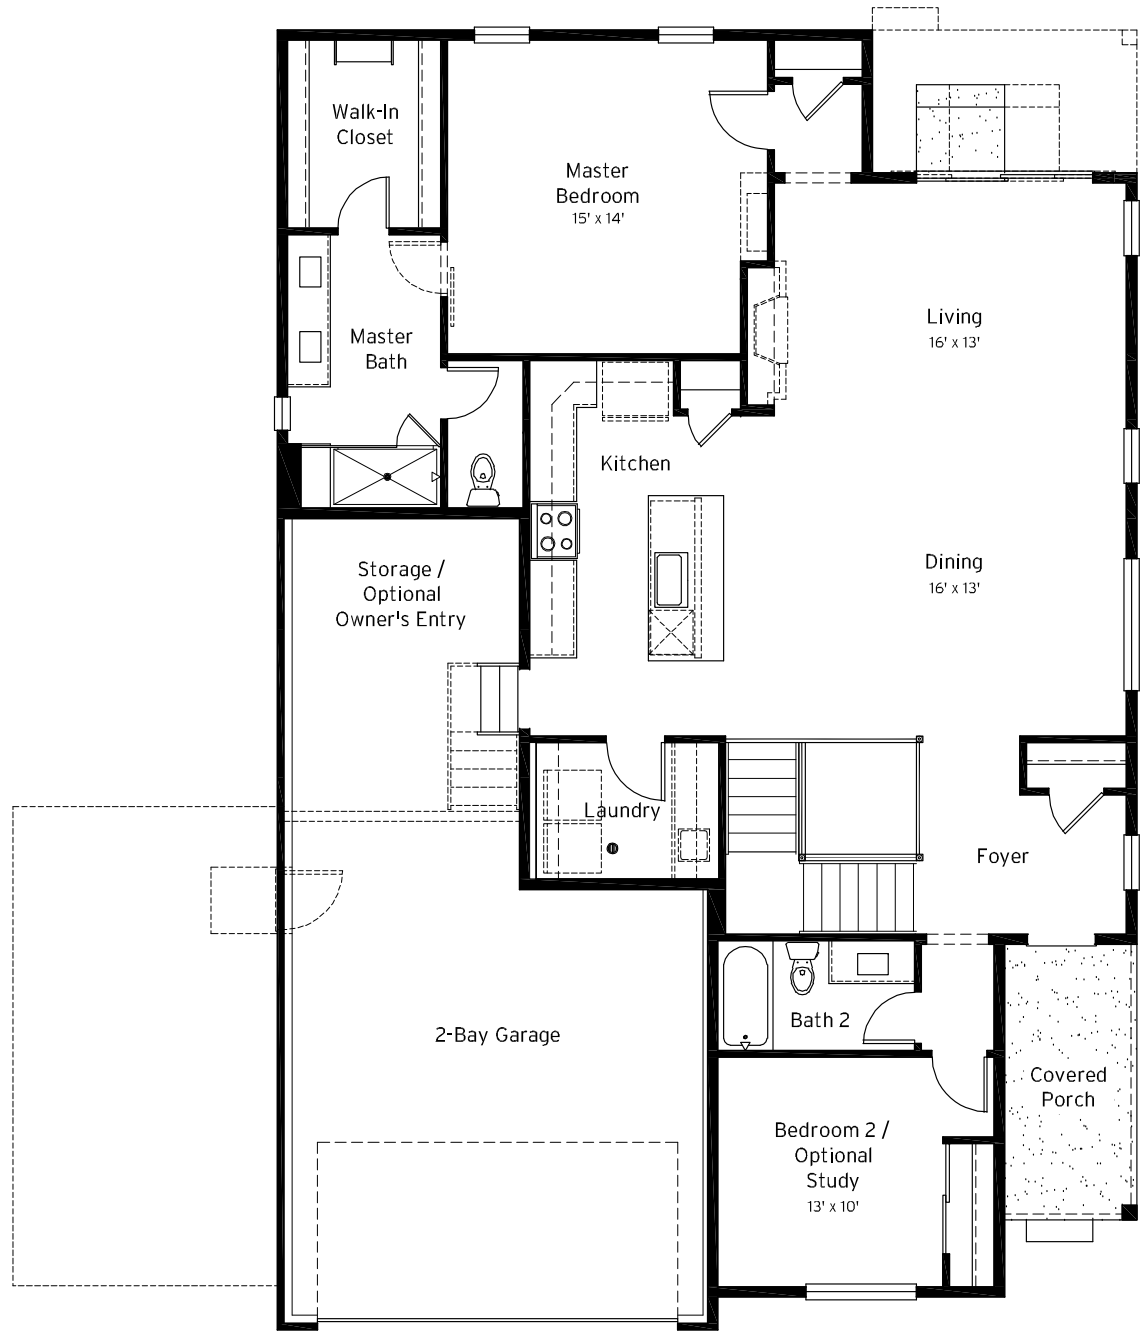 Walk-In
Closet
Master
Bedroom
15' x 14'
Living
16' x 13'
Master
Bath
Kitchen
Dining
16' x 13'
Storage /
Optional
Owner's Entry
Laundry
Foyer
2-Bay Garage
Bath 2
Covered
Porch
Bedroom 2 /
Optional
Study
13' x 10'